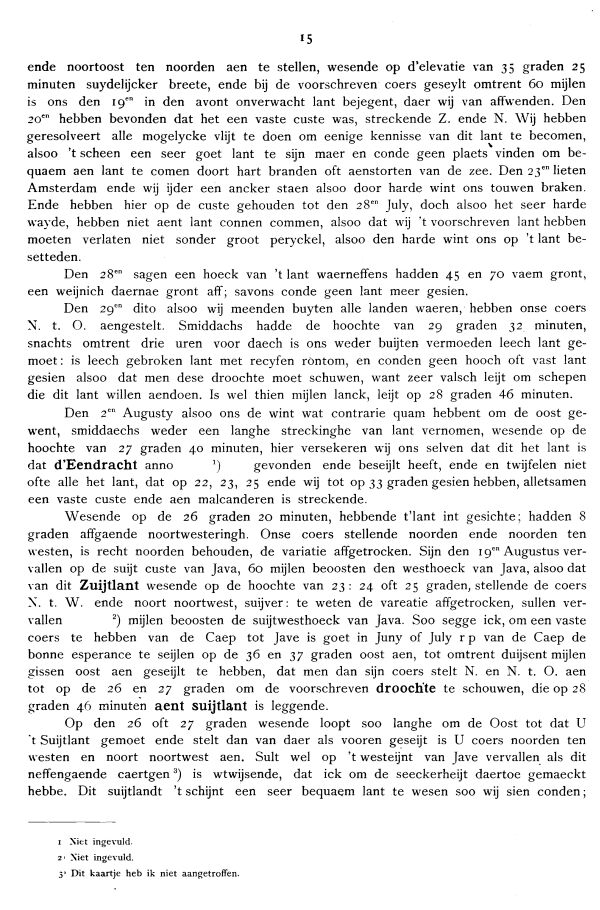 15
ende noortoost ten noorden aen te stellen, wesende op d'elevatie van 35 graden 25
minuten suydelijcker breete, ende bij de voorschreven coers geseylt omtrent 60 mijlen
is ons den 19en in den avont onverwacht lant bejegent, daer wij van affwenden. Den
20en hebben bevonden dat het een vaste custe was, streckende Z. ende N. Wij hebben
geresolveert alle mogelycke vlijt te doen om eenige kennisse van dit lant te becomen,
alsoo 't scheen een seer goet lant te sijn maer en conde geen plaets vinden om be-
quaem aen lant te comen doort hart branden oft aenstorten van de zee. Den 23en lieten
Amsterdam ende wij ijder een ancker staen alsoo door harde wint ons touwen braken.
Ende hebben hier op de custe gehouden tot den 28en July, doch alsoo het seer harde
wayde, hebben niet aent lant connen commen, alsoo dat wij 't voorschreven lant hebben
moeten verlaten niet sonder groot peryckel, alsoo den harde wint ons op 't lant be-
setteden.
Den 28en sagen een hoeck van 't lant waerneffens hadden 45 en 70 vaem gront,
een weijnich daernae gront aff; savons conde geen lant meer gesien.
Den 29en dito alsoo wij meenden buyten alle landen waeren, hebben onse coers
N. t. O. aengestelt. Smiddachs hadde de hoochte van 29 graden 32 minuten,
snachts omtrent drie uren voor daech is ons weder buijten vermoeden leech lant ge-
moet: is leech gebroken lant met recyfen rontom, en conden geen hooch oft vast lant
gesien alsoo dat men dese droochte moet schuwen, want zeer valsch leijt om schepen
die dit lant willen aendoen. Is wel thien mijlen lanck, leijt op 28 graden 46 minuten.
Den 2en Augusty alsoo ons de wint wat contrarie quam hebbent om de oost ge-
went, smiddaechs weder een langhe streckinghe van lant vernomen, wesende op de
hoochte van 27 graden 40 minuten, hier versekeren wij ons selven dat dit het lant is
dat d'Eendracht anno 1) gevonden ende beseijlt heeft, ende en twijfelen niet
ofte alle het lant, dat op 22, 23, 25 ende wij tot op 33 graden gesien hebben, alletsamen
een vaste custe ende aen malcanderen is streckende.
Wesende op de 26 graden 20 minuten, hebbende t'lant int gesichte; hadden 8
graden affgaende noortwesteringh. Onse coers stellende noorden ende noorden ten
westen, is recht noorden behouden, de variatie affgetrocken. Sijn den 19en Augustus ver-
vallen op de suijt custe van Java, 60 mijlen beoosten den westhoeck van Java, alsoo dat
van dit Zuijtlant wesende op de hoochte van 23: 24 oft 25 graden, stellende de coers
N. t. W. ende noort noortwest, suijver: te weten de vareatie affgetrocken, sullen ver-
vallen 2) mijlen beoosten de suijtwesthoeck van Java. Soo segge ick, om een vaste
coers te hebben van de Caep tot Jave is goet in Juny of July r p van de Caep de
bonne esperance te seijlen op de 36 en 37 graden oost aen, tot omtrent duijsent mijlen
gissen oost aen geseijlt te hebben, dat men dan sijn coers stelt N. en N. t. O. aen
tot op de 26 en 27 graden om de voorschreven droochte te schouwen, die op 28
graden 46 minuten aent suijtlant is leggende.
Op den 26 oft 27 graden wesende loopt soo langhe om de Oost tot dat U
't Suijtlant gemoet ende stelt dan van daer als vooren geseijt is U coers noorden ten
westen en noort noortwest aen. Sult wel op 't westeijnt van Jave vervallen als dit
neffengaende caertgen 3) is wtwijsende, dat ick om de seeckerheijt daertoe gemaeckt
hebbe. Dit suijtlandt 't schijnt een seer bequaem lant te wesen soo wij sien conden;
1 Niet ingevuld.
2) Niet ingevuld.
3) Dit kaartje heb ik niet aangetroffen.